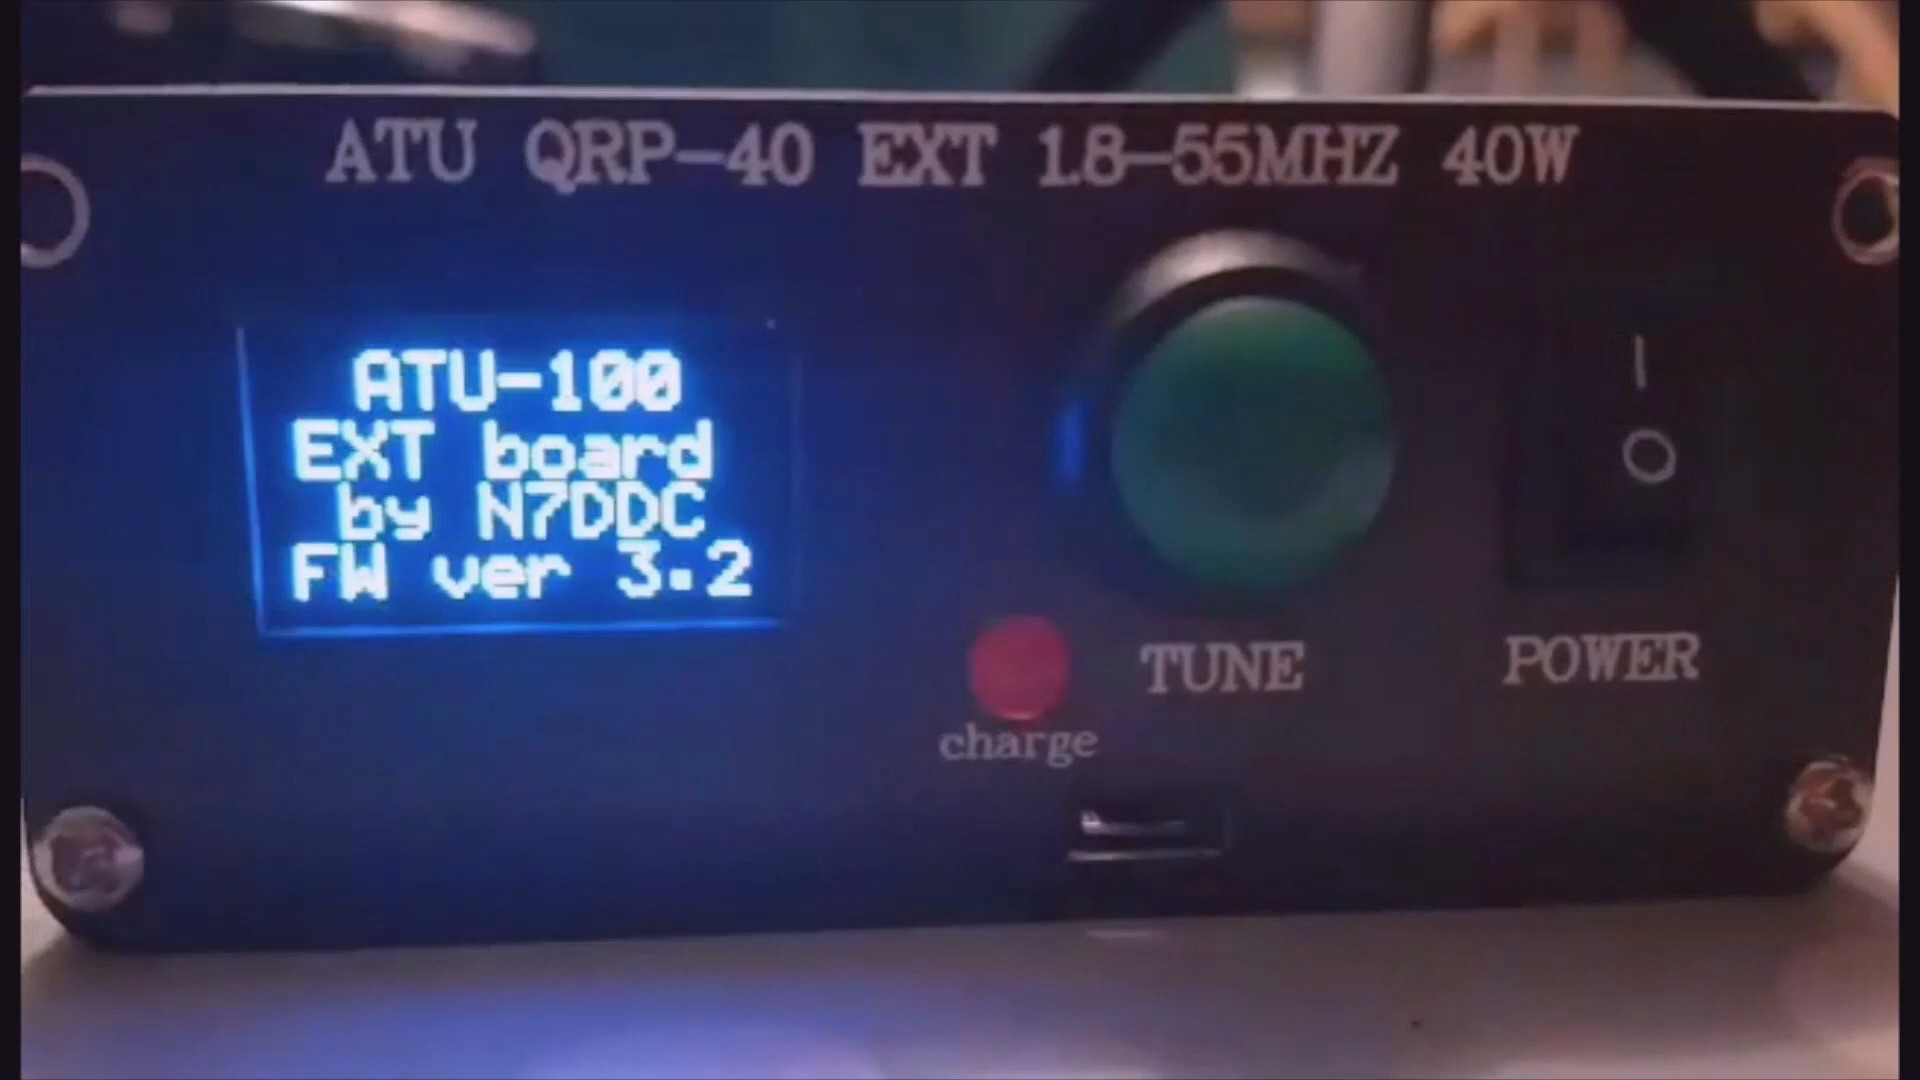 ATU QRP-40 EXT 1.8-55MHZ 40W
ATU-100
EXT board
by N7DDC
FW ver 3.2
TUNE
POWER
charge